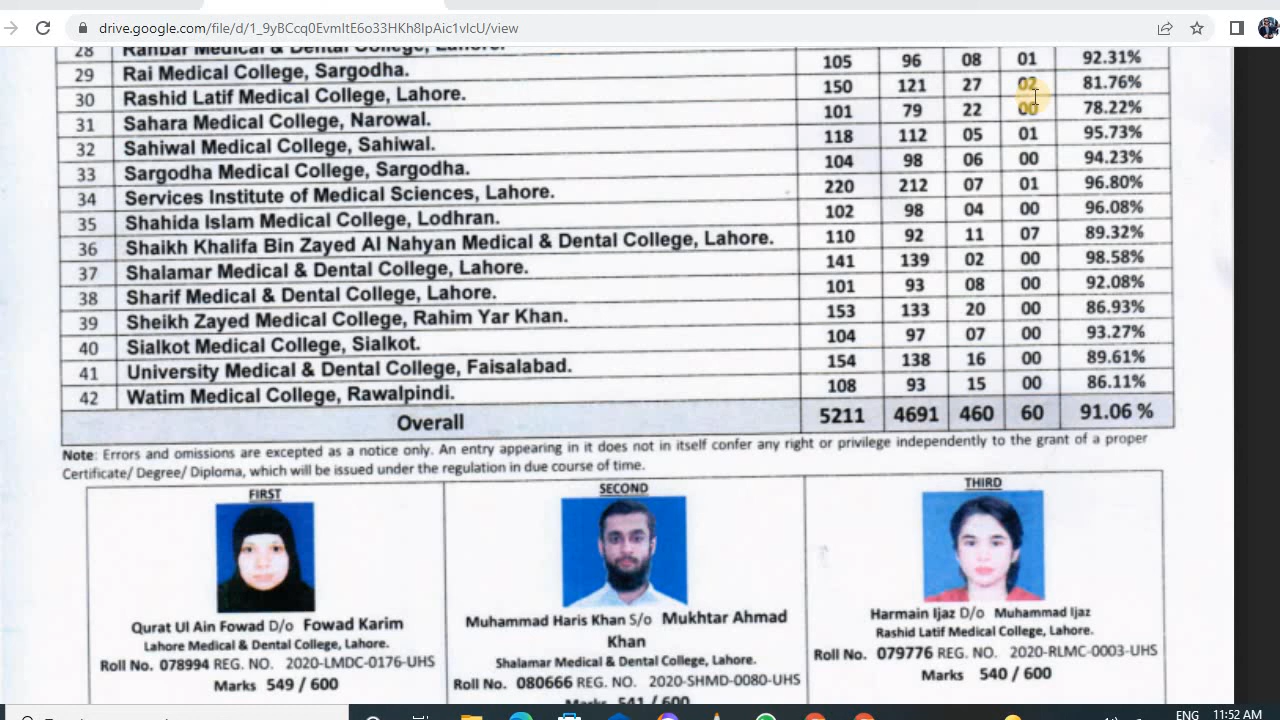 drive.google.com/file/d/1_9yBCcq0EvmItE6o33HKh8IpAic1vlcU/view
28 Rahbar Medical & Dental College, Lahore.
29 Rai Medical College, Sargodha. 105 96 08 01 92.31%
30 Rashid Latif Medical College, Lahore. 150 121 27 02 81.76%
31 Sahara Medical College, Narowal. 101 79 22 00 78.22%
32 Sahiwal Medical College, Sahiwal. 118 112 05 01 95.73%
33 Sargodha Medical College, Sargodha. 104 98 06 00 94.23%
34 Services Institute of Medical Sciences, Lahore. 220 212 07 01 96.80%
35 Shahida Islam Medical College, Lodhran. 102 98 04 00 96.08%
36 Shaikh Khalifa Bin Zayed Al Nahyan Medical & Dental College, Lahore. 110 92 11 07 89.32%
37 Shalamar Medical & Dental College, Lahore. 141 139 02 00 98.58%
38 Sharif Medical & Dental College, Lahore. 101 93 08 00 92.08%
39 Sheikh Zayed Medical College, Rahim Yar Khan. 153 133 20 00 86.93%
40 Sialkot Medical College, Sialkot. 104 97 07 00 93.27%
41 University Medical & Dental College, Faisalabad. 154 138 16 00 89.61%
42 Watim Medical College, Rawalpindi. 108 93 15 00 86.11%
Overall 5211 4691 460 60 91.06 %
Note: Errors and omissions are excepted as a notice only. An entry appearing in it does not in itself confer any right or privilege independently to the grant of a proper
Certificate/ Degree/ Diploma, which will be issued under the regulation in due course of time.
FIRST
Qurat Ul Ain Fowad D/o Fowad Karim
Lahore Medical & Dental College, Lahore.
Roll No. 078994 REG. NO. 2020-LMDC-0176-UHS
Marks 549 / 600
SECOND
Muhammad Haris Khan S/o Mukhtar Ahmad
Khan
Shalamar Medical & Dental College, Lahore.
Roll No. 080666 REG. NO. 2020-SHMD-0080-UHS
Marks 541 / 600
THIRD
Harmain Ijaz D/o Muhammad Ijaz
Rashid Latif Medical College, Lahore.
Roll No. 079776 REG. NO. 2020-RLMC-0003-UHS
Marks 540 / 600
ENG 11:52 AM